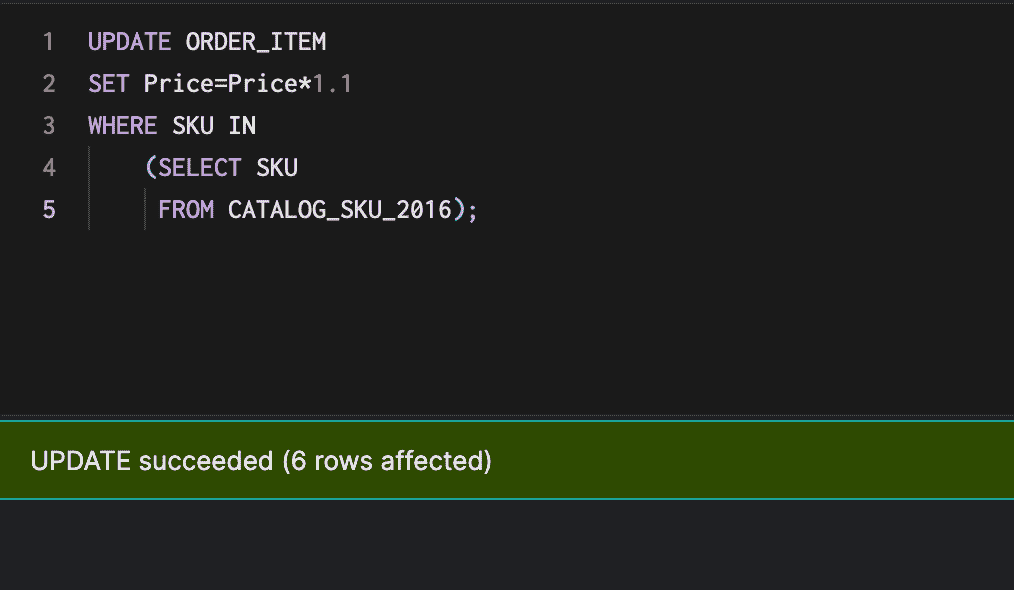 1 UPDATE ORDER_ITEM
2 SET Price=Price*1.1
3 WHERE SKU IN
4 (SELECT SKU
5 FROM CATALOG_SKU_2016);
UPDATE succeeded (6 rows affected)